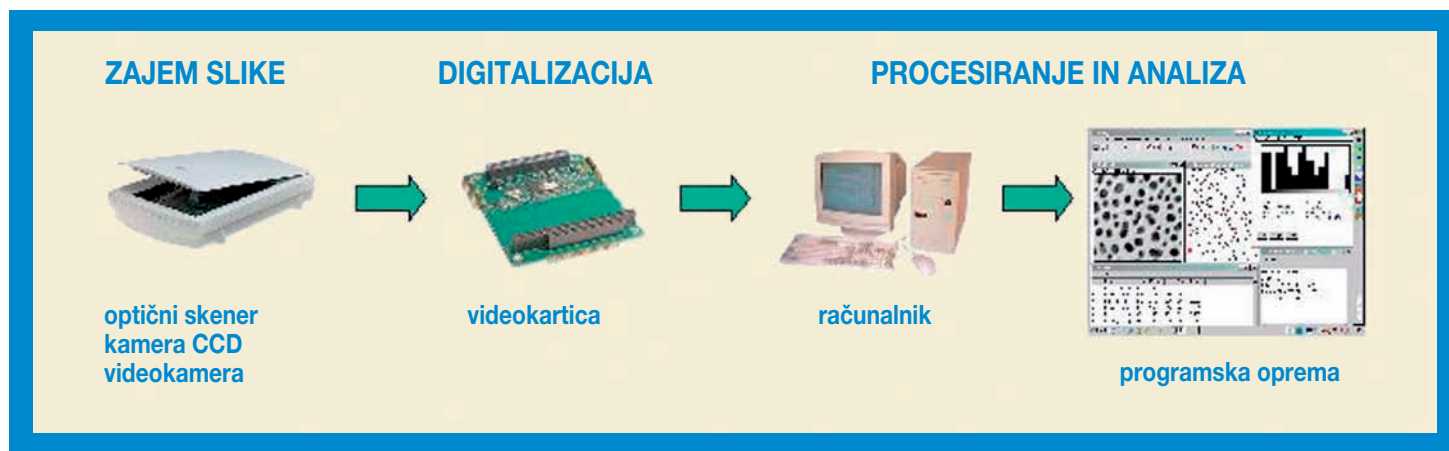 ZAJEM SLIKE
DIGITALIZACIJA
PROCESIRANJE IN ANALIZA
optični skener
kamera CCD
videokamera
videokartica
računalnik
programska oprema